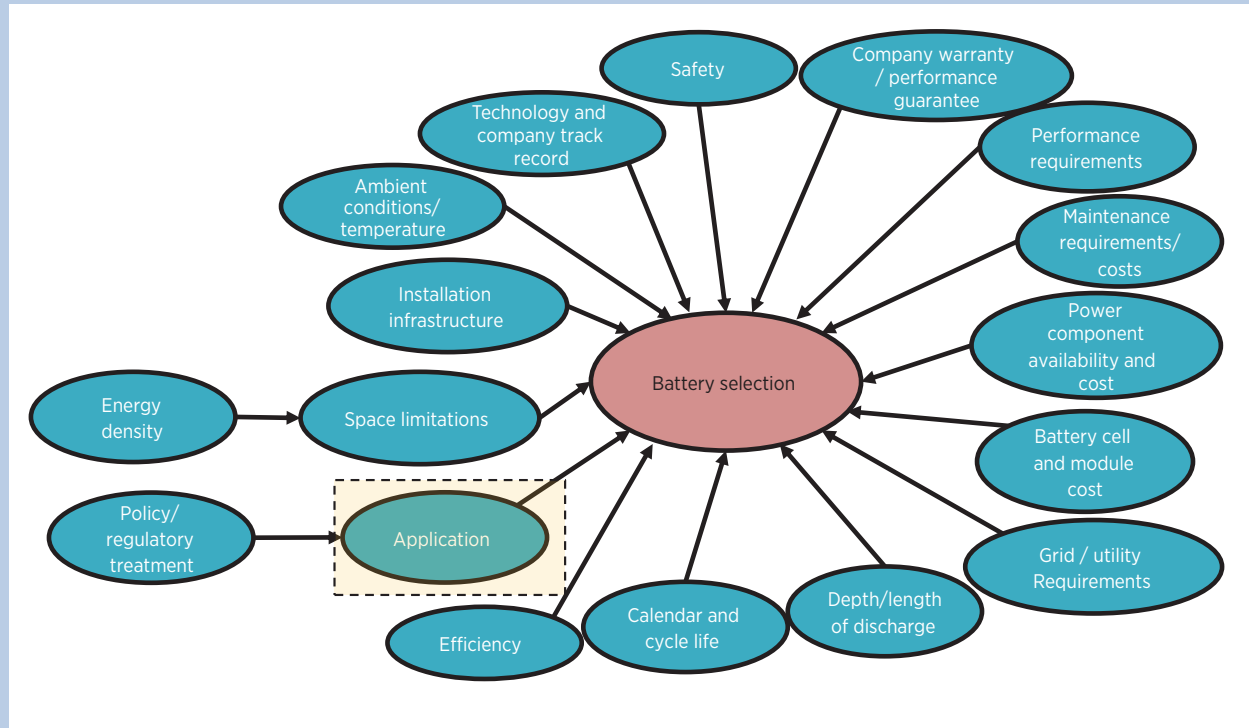 Safety
Company warranty
/ performance
guarantee
Technology and
company track
record
Performance
requirements
Ambient
conditions/
temperature
Maintenance
requirements/
costs
Installation
infrastructure
Power
component
availability and
cost
Battery selection
Energy
density
Space limitations
Battery cell
and module
cost
Policy/
regulatory
treatment
Application
Grid / utility
Requirements
Efficiency
Calendar and
cycle life
Depth/length
of discharge